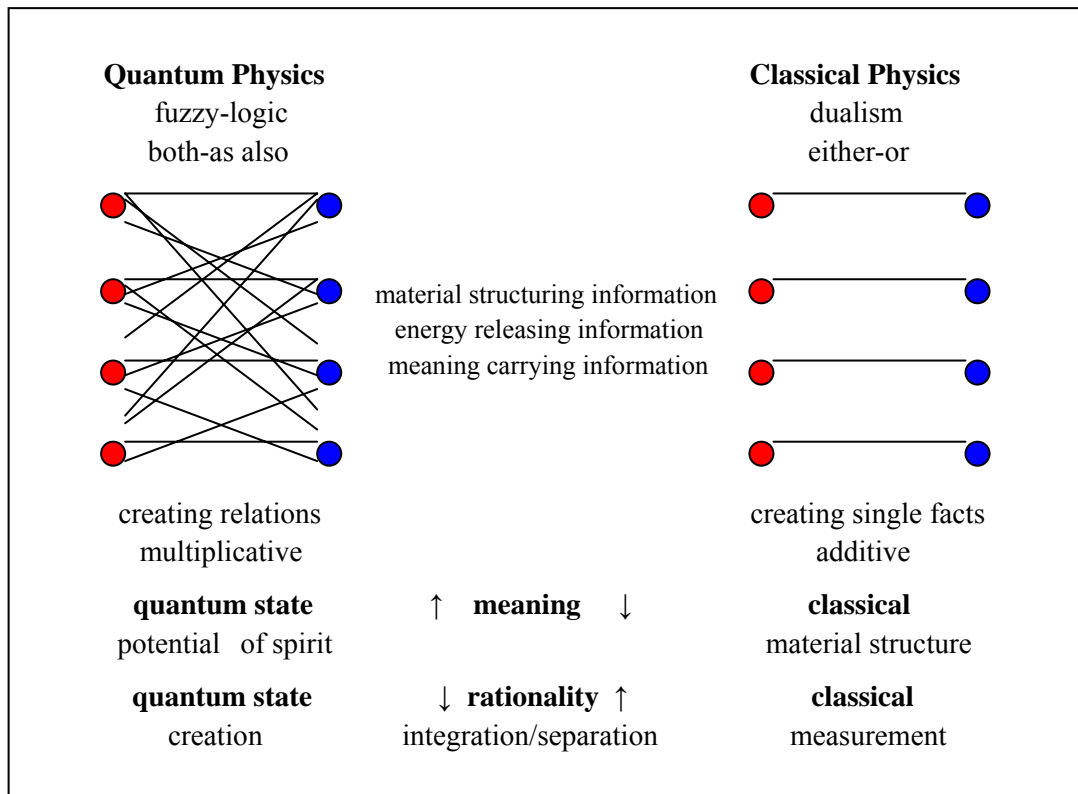 Quantum Physics
fuzzy-logic
both-as also
Classical Physics
dualism
either-or
material structuring information
energy releasing information
meaning carrying information
creating relations
multiplicative
creating single facts
additive
quantum state ↑ meaning ↓ classical
potential of spirit material structure
quantum state ↓ rationality ↑ classical
creation integration/separation measurement